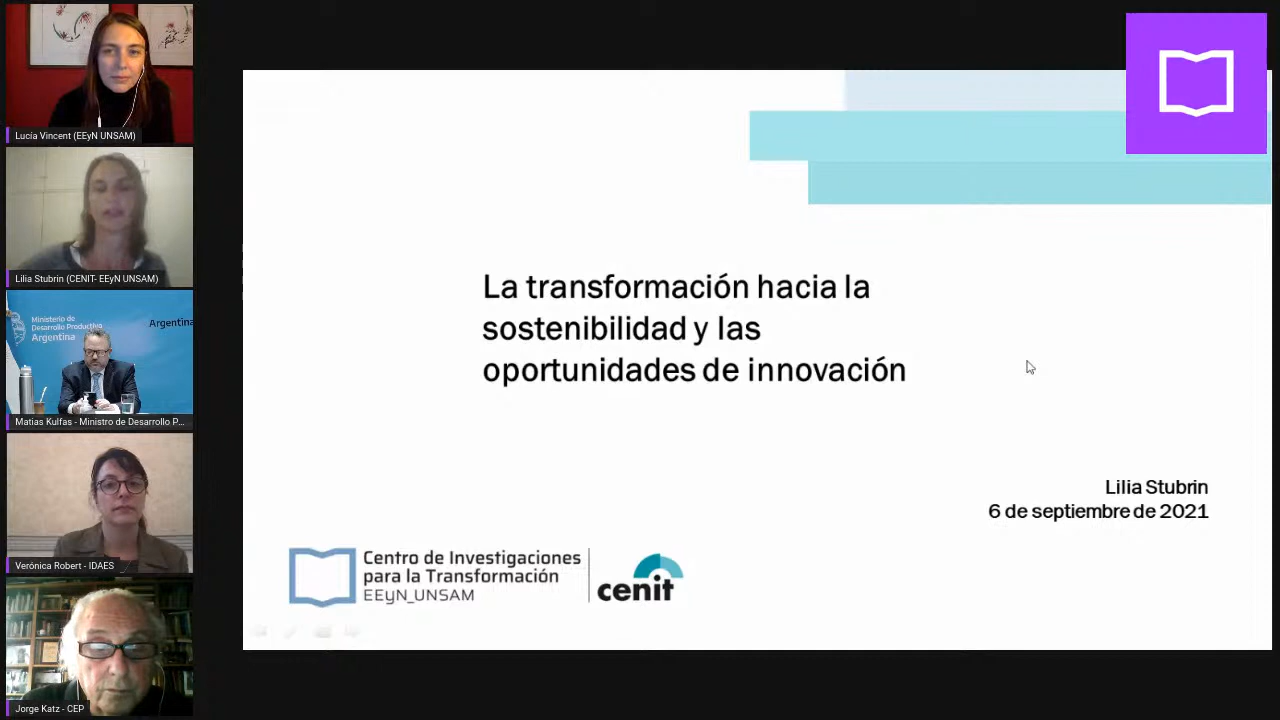 Lucía Vincent (EEyN UNSAM)
Lilia Stubrin (CENIT- EEyN UNSAM)
Ministerio de
Desarrollo Productivo
Argentina
Argentina
Matias Kulfas - Ministro de Desarrollo P...
Verónica Robert - IDAES
Jorge Katz - CEP
La transformación hacia la
sostenibilidad y las
oportunidades de innovación
Lilia Stubrin
6 de septiembre de 2021
Centro de Investigaciones
para la Transformación
EEyN_UNSAM
cenit